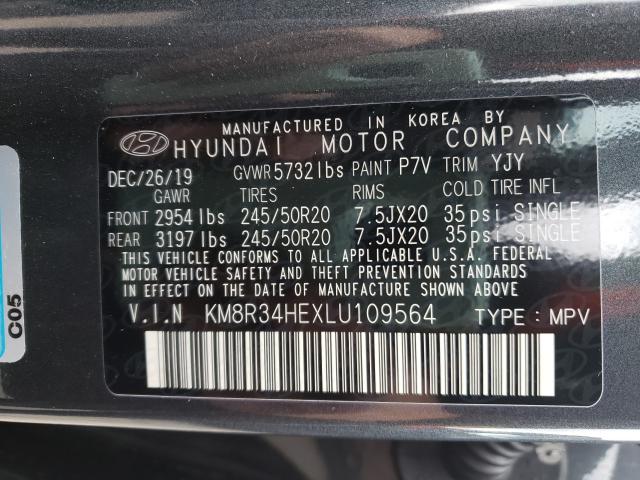 MANUFACTURED IN KOREA BY
HYUNDAI MOTOR COMPANY
DEC/26/19 GVWR 5732lbs PAINT P7V TRIM YJY
GAWR TIRES RIMS COLD TIRE INFL
FRONT 2954 lbs 245/50R20 7.5JX20 35psi SINGLE
REAR 3197 lbs 245/50R20 7.5JX20 35psi SINGLE
THIS VEHICLE CONFORMS TO ALL APPLICABLE U.S.A. FEDERAL
MOTOR VEHICLE SAFETY AND THEFT PREVENTION STANDARDS
IN EFFECT ON THE DATE OF MANUFACTURE SHOWN ABOVE
V.I.N KM8R34HEXLU109564 TYPE : MPV
C05